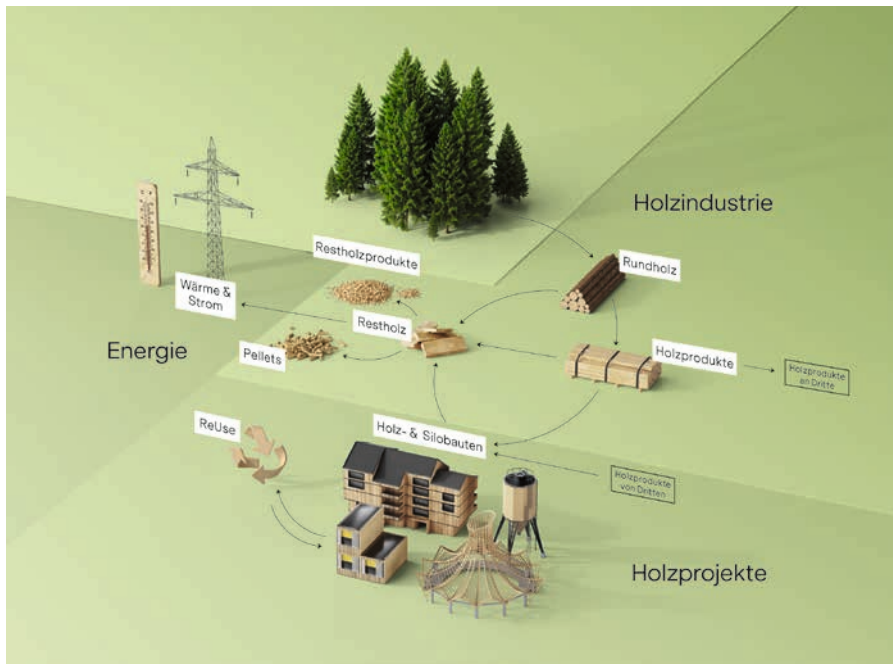 Holzindustrie
Restholzprodukte
Rundholz
Wärme &
Strom
Restholz
Energie
Pellets
Holzprodukte
Holzprodukte
an Dritte
ReUse
Holz- & Silobauten
Holzprodukte
von Dritten
Holzprojekte